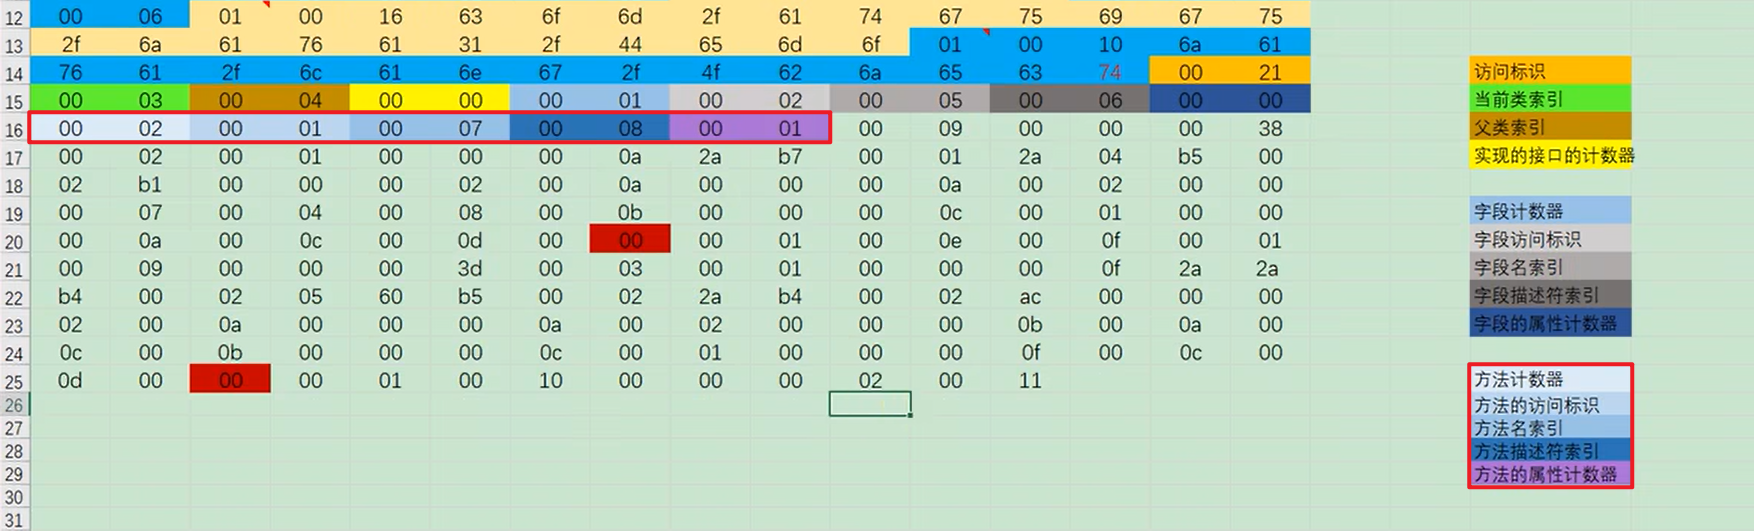 12 00 06 01 00 16 63 6f 6d 2f 61 74 67 75 69 67 75
13 2f 6a 61 76 61 31 2f 44 65 6d 6f 01 00 10 6a 61
14 76 61 2f 6c 61 6e 67 2f 4f 62 6a 65 63 74 00 21 访问标识
15 00 03 00 04 00 00 00 01 00 02 00 05 00 06 00 00 当前类索引
16 00 02 00 01 00 07 00 08 00 01 00 09 00 00 00 38 父类索引
17 00 02 00 01 00 00 00 0a 2a b7 00 01 2a 04 b5 00 实现的接口的计数器
18 02 b1 00 00 00 02 00 0a 00 00 00 0a 00 02 00 00
19 00 07 00 04 00 08 00 0b 00 00 00 0c 00 01 00 00 字段计数器
20 00 0a 00 0c 00 0d 00 00 00 01 00 0e 00 0f 00 01 字段访问标识
21 00 09 00 00 00 3d 00 03 00 01 00 00 00 0f 2a 2a 字段名索引
22 b4 00 02 05 60 b5 00 02 2a b4 00 02 ac 00 00 00 字段描述符索引
23 02 00 0a 00 00 00 0a 00 02 00 00 00 0b 00 0a 00 字段的属性计数器
24 0c 00 0b 00 00 00 0c 00 01 00 00 00 0f 00 0c 00
25 0d 00 00 00 01 00 10 00 00 00 02 00 11 方法计数器
26 方法的访问标识
27 方法名索引
28 方法描述符索引
29 方法的属性计数器
30
31